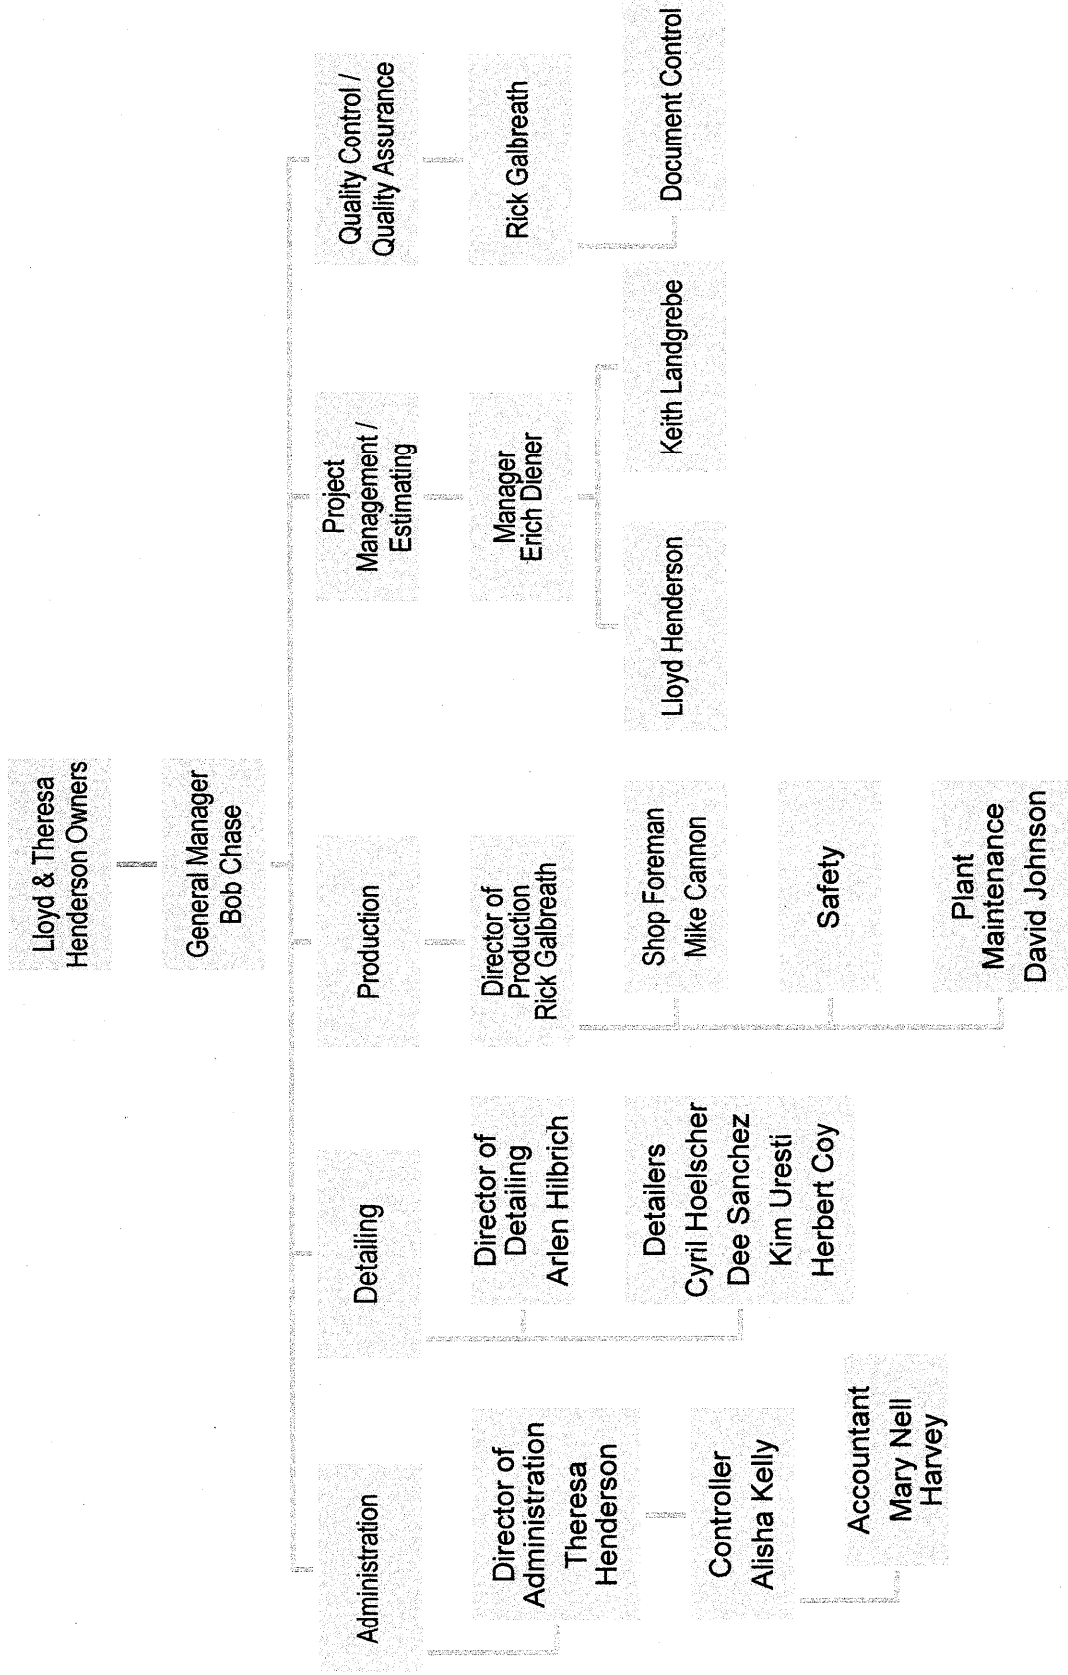 Lloyd & Theresa
Henderson Owners
General Manager
Bob Chase
Administration
Director of
Administration
Theresa
Henderson
Controller
Alisha Kelly
Accountant
Mary Nell
Harvey
Detailing
Director of
Detailing
Arlen Hilbrich
Detailers
Cyril Hoelscher
Dee Sanchez
Kim Uresti
Herbert Coy
Production
Director of
Production
Rick Galbreath
Shop Foreman
Mike Cannon
Safety
Plant
Maintenance
David Johnson
Project
Management /
Estimating
Manager
Erich Diener
Lloyd Henderson
Keith Landgrebe
Quality Control /
Quality Assurance
Rick Galbreath
Document Control